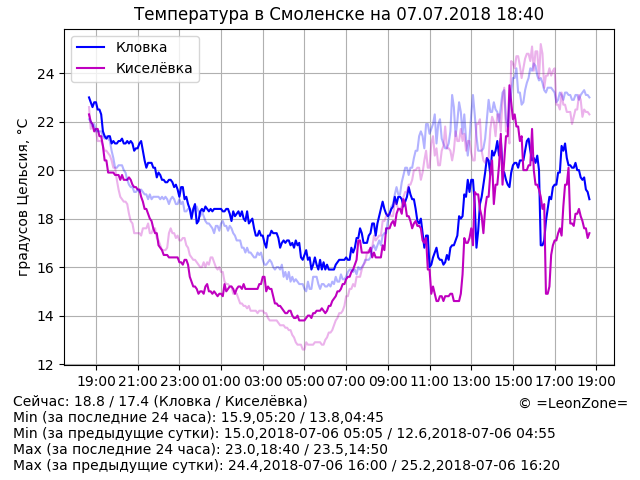 Температура в Смоленске на 07.07.2018 18:40
Кловка
Киселёвка
градусов Цельсия, °C
24
22
20
18
16
14
12
19:00 21:00 23:00 01:00 03:00 05:00 07:00 09:00 11:00 13:00 15:00 17:00 19:00
Сейчас: 18.8 / 17.4 (Кловка / Киселёвка)
© =LeonZone=
Min (за последние 24 часа): 15.9,05:20 / 13.8,04:45
Min (за предыдущие сутки): 15.0,2018-07-06 05:05 / 12.6,2018-07-06 04:55
Max (за последние 24 часа): 23.0,18:40 / 23.5,14:50
Max (за предыдущие сутки): 24.4,2018-07-06 16:00 / 25.2,2018-07-06 16:20